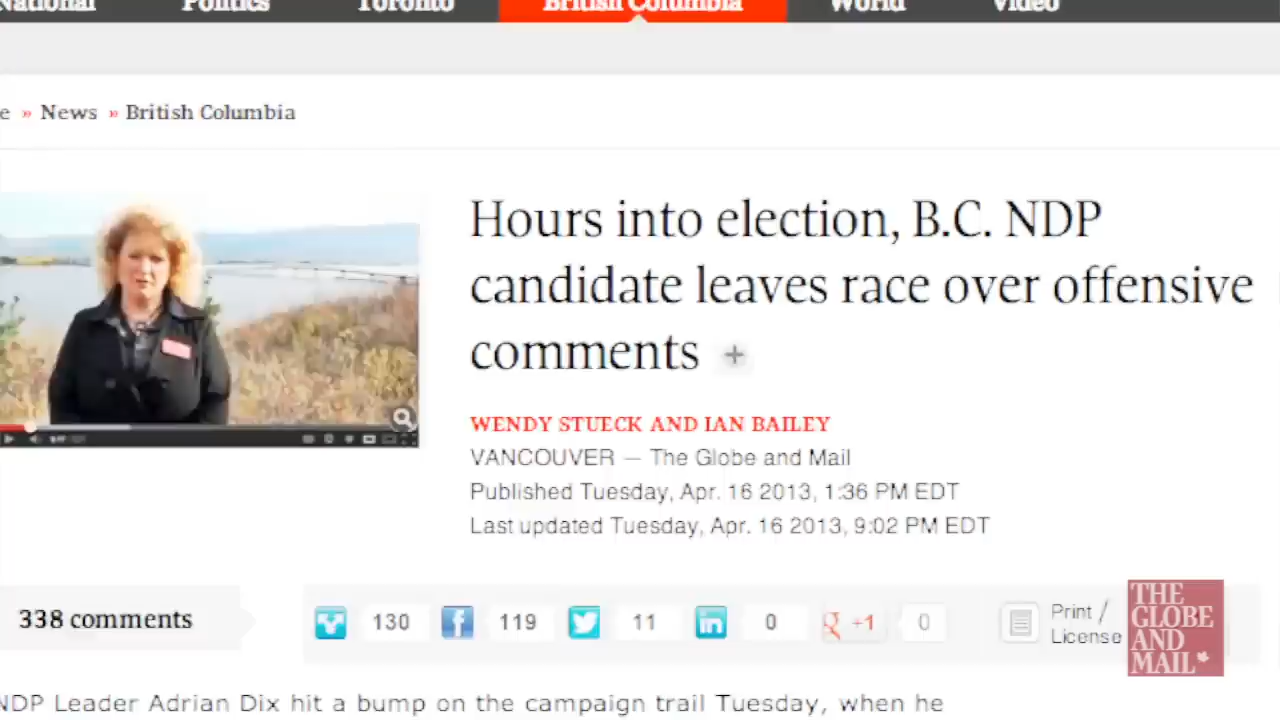 National Politics Toronto British Columbia World Video
e » News » British Columbia
Hours into election, B.C. NDP
candidate leaves race over offensive
comments +
WENDY STUECK AND IAN BAILEY
VANCOUVER — The Globe and Mail
Published Tuesday, Apr. 16 2013, 1:36 PM EDT
Last updated Tuesday, Apr. 16 2013, 9:02 PM EDT
338 comments 130 119 11 in 0 +1 0 Print /
License
THE
GLOBE
AND
MAIL
NDP Leader Adrian Dix hit a bump on the campaign trail Tuesday, when he